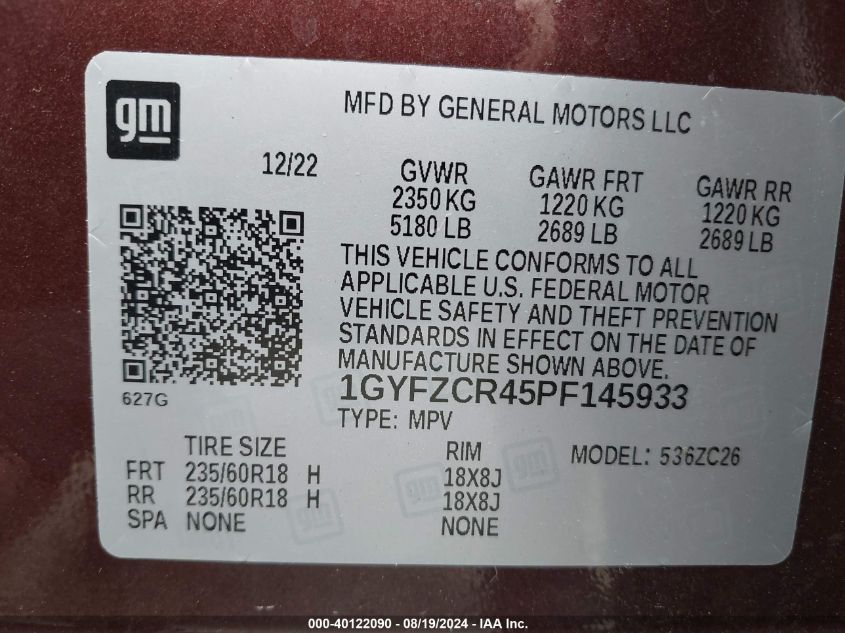 gm
MFD BY GENERAL MOTORS LLC
12/22
GVWR
2350 KG
5180 LB
GAWR FRT
1220 KG
2689 LB
GAWR RR
1220 KG
2689 LB
THIS VEHICLE CONFORMS TO ALL
APPLICABLE U.S. FEDERAL MOTOR
VEHICLE SAFETY AND THEFT PREVENTION
STANDARDS IN EFFECT ON THE DATE OF
MANUFACTURE SHOWN ABOVE.
627G
1GYFZCR45PF145933
TYPE: MPV
TIRE SIZE RIM MODEL: 536ZC26
FRT 235/60R18 H 18X8J
RR 235/60R18 H 18X8J
SPA NONE NONE
000-40122090 - 08/19/2024 - IAA Inc.